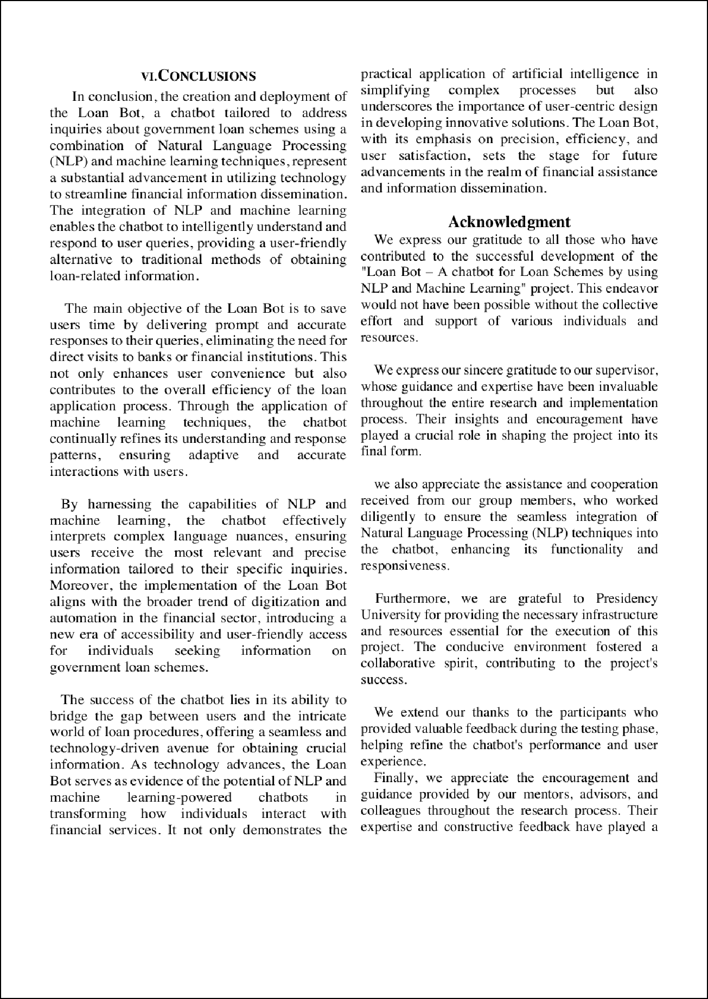 VI.CONCLUSIONS
In conclusion, the creation and deployment of
the Loan Bot, a chatbot tailored to address
inquiries about government loan schemes using a
combination of Natural Language Processing
(NLP) and machine learning techniques, represent
a substantial advancement in utilizing technology
to streamline financial information dissemination.
The integration of NLP and machine learning
enables the chatbot to intelligently understand and
respond to user queries, providing a user-friendly
alternative to traditional methods of obtaining
loan-related information.
The main objective of the Loan Bot is to save
users time by delivering prompt and accurate
responses to their queries, eliminating the need for
direct visits to banks or financial institutions. This
not only enhances user convenience but also
contributes to the overall efficiency of the loan
application process. Through the application of
machine learning techniques, the chatbot
continually refines its understanding and response
patterns, ensuring adaptive and accurate
interactions with users.
By harnessing the capabilities of NLP and
machine learning, the chatbot effectively
interprets complex language nuances, ensuring
users receive the most relevant and precise
information tailored to their specific inquiries.
Moreover, the implementation of the Loan Bot
aligns with the broader trend of digitization and
automation in the financial sector, introducing a
new era of accessibility and user-friendly access
for individuals seeking information on
government loan schemes.
The success of the chatbot lies in its ability to
bridge the gap between users and the intricate
world of loan procedures, offering a seamless and
technology-driven avenue for obtaining crucial
information. As technology advances, the Loan
Bot serves as evidence of the potential of NLP and
machine learning-powered chatbots in
transforming how individuals interact with
financial services. It not only demonstrates the
practical application of artificial intelligence in
simplifying complex processes but also
underscores the importance of user-centric design
in developing innovative solutions. The Loan Bot,
with its emphasis on precision, efficiency, and
user satisfaction, sets the stage for future
advancements in the realm of financial assistance
and information dissemination.
Acknowledgment
We express our gratitude to all those who have
contributed to the successful development of the
"Loan Bot – A chatbot for Loan Schemes by using
NLP and Machine Learning" project. This endeavor
would not have been possible without the collective
effort and support of various individuals and
resources.
We express our sincere gratitude to our supervisor,
whose guidance and expertise have been invaluable
throughout the entire research and implementation
process. Their insights and encouragement have
played a crucial role in shaping the project into its
final form.
we also appreciate the assistance and cooperation
received from our group members, who worked
diligently to ensure the seamless integration of
Natural Language Processing (NLP) techniques into
the chatbot, enhancing its functionality and
responsiveness.
Furthermore, we are grateful to Presidency
University for providing the necessary infrastructure
and resources essential for the execution of this
project. The conducive environment fostered a
collaborative spirit, contributing to the project's
success.
We extend our thanks to the participants who
provided valuable feedback during the testing phase,
helping refine the chatbot's performance and user
experience.
Finally, we appreciate the encouragement and
guidance provided by our mentors, advisors, and
colleagues throughout the research process. Their
expertise and constructive feedback have played a